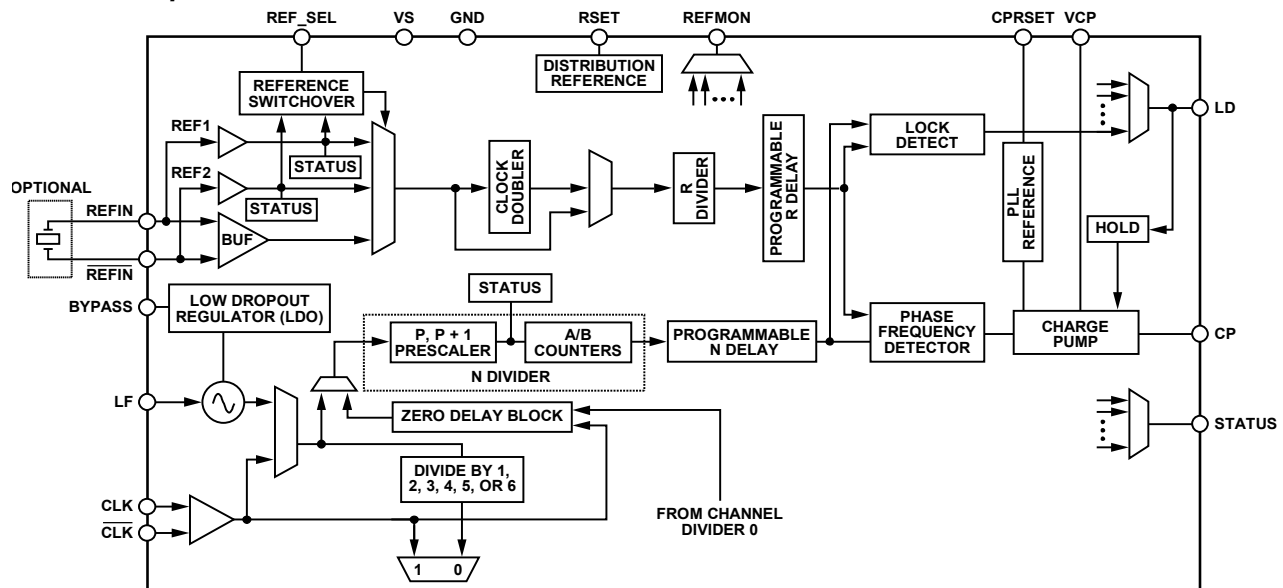 REF_SEL
VS
GND
RSET
REFMON
CPRSET
VCP
DISTRIBUTION
REFERENCE
REFERENCE
SWITCHOVER
LD
REF1
STATUS
LOCK
DETECT
REF2
STATUS
CLOCK
DOUBLER
R
DIVIDER
PROGRAMMABLE
R DELAY
PLL
REFERENCE
HOLD
OPTIONAL
REFIN
BUF
REFIN
BYPASS
LOW DROPOUT
REGULATOR (LDO)
STATUS
P, P + 1
PRESCALER
A/B
COUNTERS
N DIVIDER
PROGRAMMABLE
N DELAY
PHASE
FREQUENCY
DETECTOR
CHARGE
PUMP
CP
LF
ZERO DELAY BLOCK
STATUS
DIVIDE BY 1,
2, 3, 4, 5, OR 6
CLK
CLK
FROM CHANNEL
DIVIDER 0
1 0